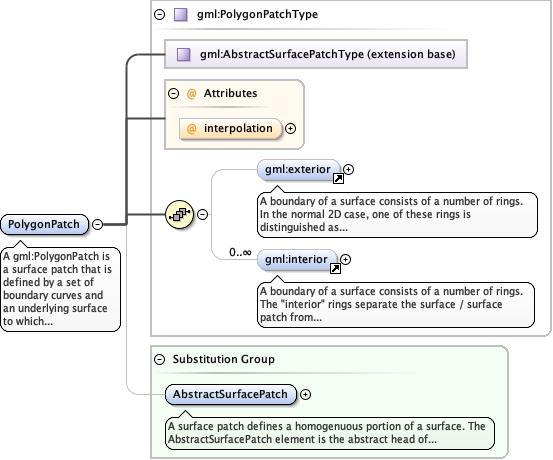 gml:PolygonPatchType
gml:AbstractSurfacePatchType (extension base)
@ Attributes
@ interpolation
gml:exterior
A boundary of a surface consists of a number of rings.
In the normal 2D case, one of these rings is
distinguished as...
0..∞
gml:interior
A boundary of a surface consists of a number of rings.
The "interior" rings separate the surface / surface
patch from...
PolygonPatch
A gml:PolygonPatch is
a surface patch that is
defined by a set of
boundary curves and
an underlying surface
to which...
Substitution Group
AbstractSurfacePatch
A surface patch defines a homogenuous portion of a surface. The
AbstractSurfacePatch element is the abstract head of...